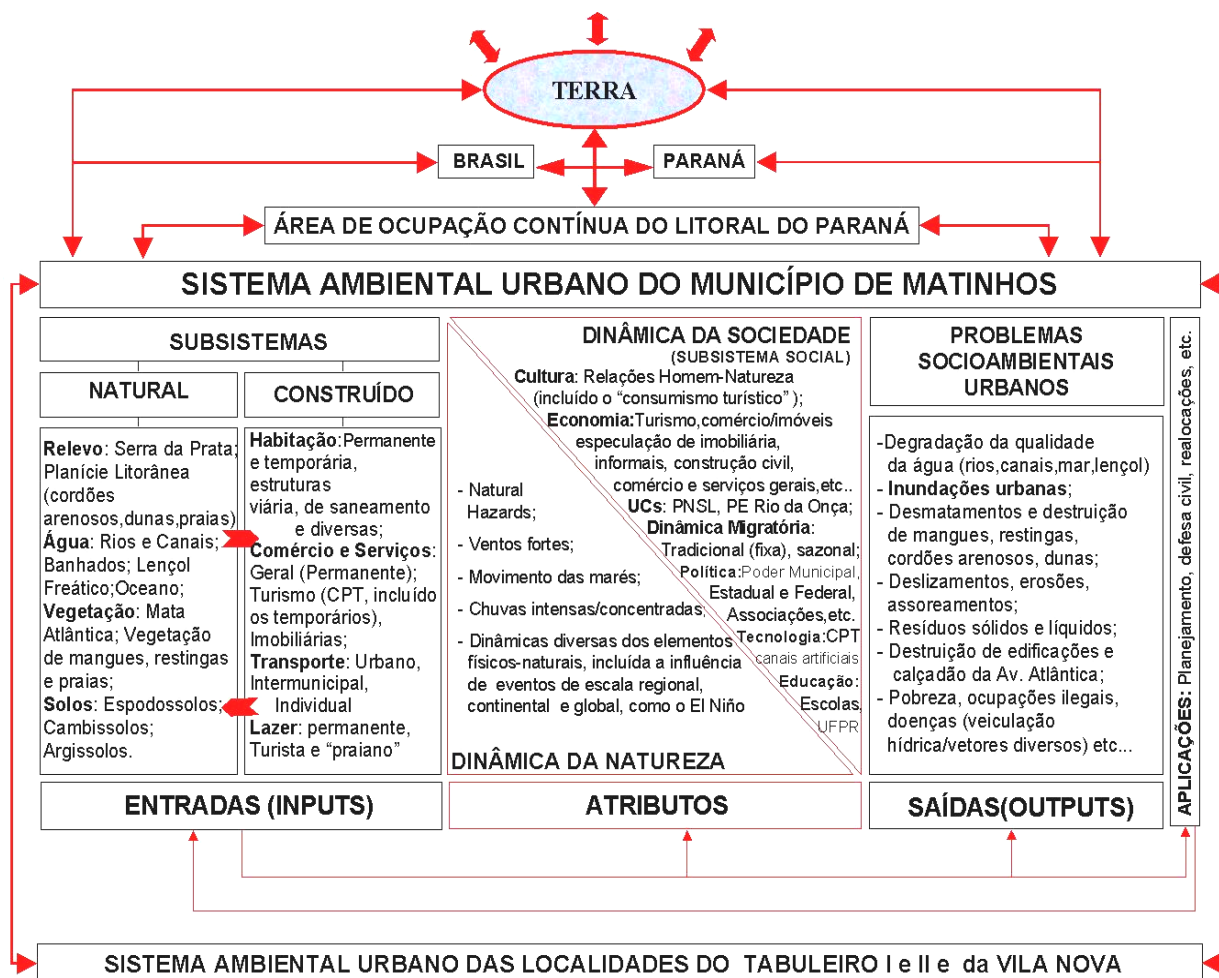 TERRA
BRASIL
PARANÁ
ÁREA DE OCUPAÇÃO CONTÍNUA DO LITORAL DO PARANÁ
SISTEMA AMBIENTAL URBANO DO MUNICÍPIO DE MATINHOS
SUBSISTEMAS
NATURAL
Relevo: Serra da Prata;
Planície Litorânea
(cordões
arenosos,dunas,praias)
Água: Rios e Canais;
Banhados; Lençol
Freático;Oceano;
Vegetação: Mata
Atlântica; Vegetação
de mangues, restingas
e praias;
Solos: Espodossolos;
Cambissolos;
Argissolos.
CONSTRUÍDO
Habitação:Permanente
e temporária,
estruturas
viária, de saneamento
e diversas;
Comércio e Serviços:
Geral (Permanente);
Turismo (CPT, incluído
os temporários),
Imobiliárias;
Transporte: Urbano,
Intermunicipal,
Individual
Lazer: permanente,
Turista e “praiano”
ENTRADAS (INPUTS)
DINÂMICA DA SOCIEDADE
(SUBSISTEMA SOCIAL)
Cultura: Relações Homem-Natureza
(incluído o “consumismo turístico” );
Economia:Turismo,comércio/imóveis
especulação de imobiliária,
informais, construção civil,
comércio e serviços gerais,etc..
UCs: PNSL, PE Rio da Onça;
Dinâmica Migratória:
Tradicional (fixa), sazonal;
Política:Poder Municipal,
Estadual e Federal,
Associações,etc.
Tecnologia:CPT
canais artificiais
Educação:
Escolas,
UFPR
- Natural
Hazards;
- Ventos fortes;
- Movimento das marés;
- Chuvas intensas/concentradas;
- Dinâmicas diversas dos elementos
físicos-naturais, incluída a influência
de eventos de escala regional,
continental e global, como o El Niño
DINÂMICA DA NATUREZA
ATRIBUTOS
PROBLEMAS
SOCIOAMBIENTAIS
URBANOS
-Degradação da qualidade
da água (rios,canais,mar,lençol)
- Inundações urbanas;
- Desmatamentos e destruição
de mangues, restingas,
cordões arenosos, dunas;
- Deslizamentos, erosões,
assoreamentos;
- Resíduos sólidos e líquidos;
- Destruição de edificações e
calçadão da Av. Atlântica;
- Pobreza, ocupações ilegais,
doenças (veiculação
hídrica/vetores diversos) etc...
SAÍDAS(OUTPUTS)
APLICAÇÕES: Planejamento, defesa civil, realocações, etc.
SISTEMA AMBIENTAL URBANO DAS LOCALIDADES DO TABULEIRO I e II e da VILA NOVA